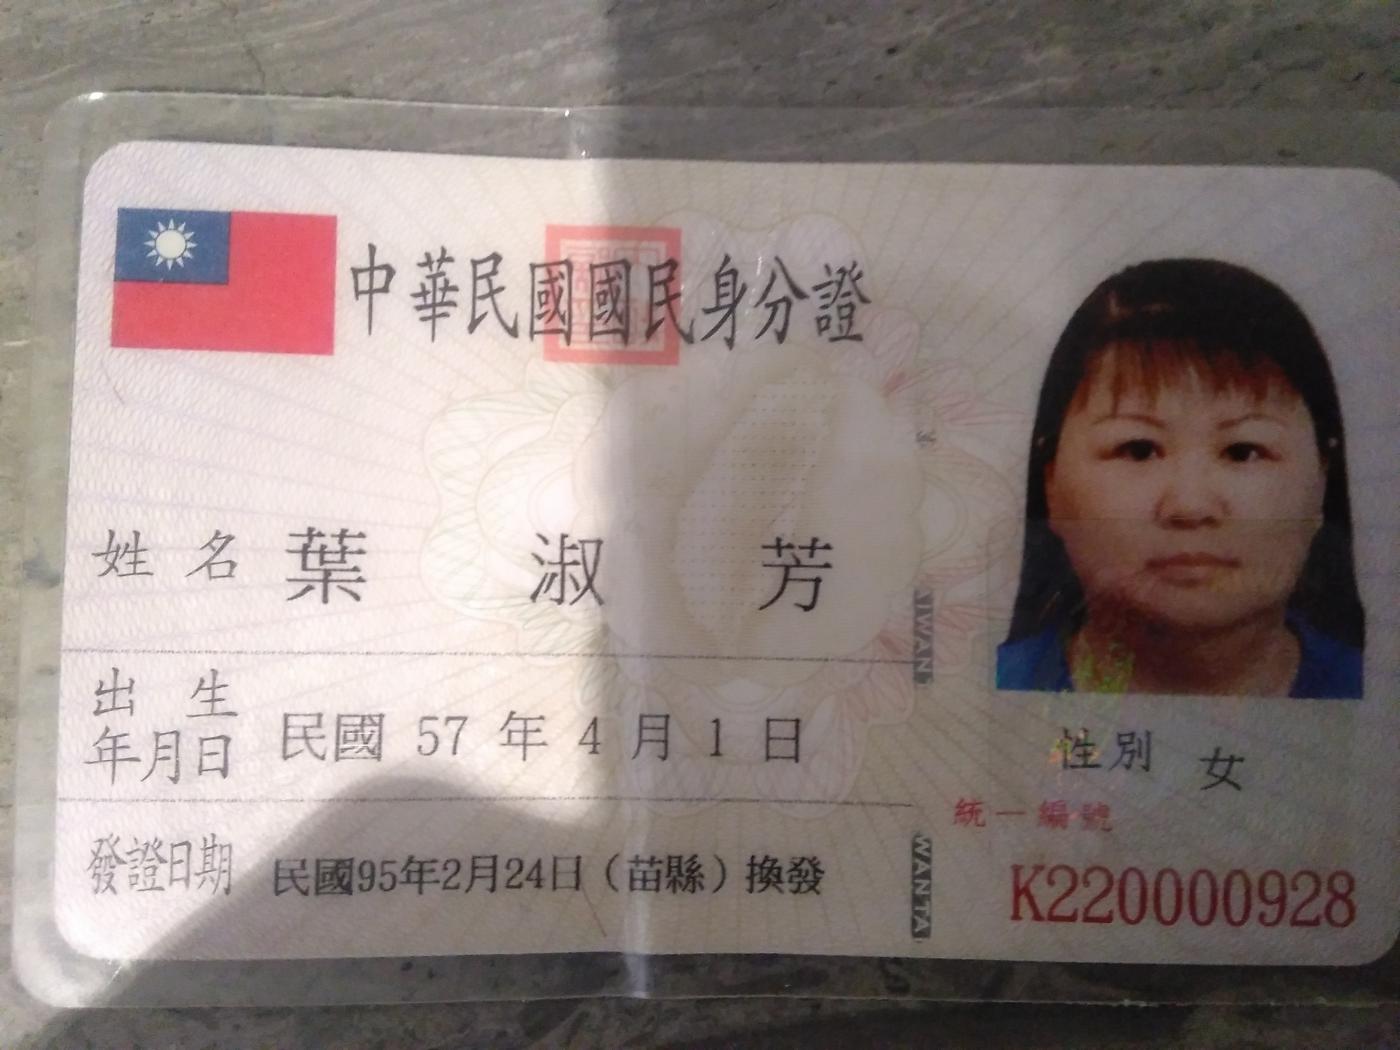 中華民國國民身分證
姓名 葉淑芳
出生年月日 民國 57 年 4 月 1 日
發證日期 民國95年2月24日（苗縣）換發
性別 女
統一編號
K220000928
TAIWAN